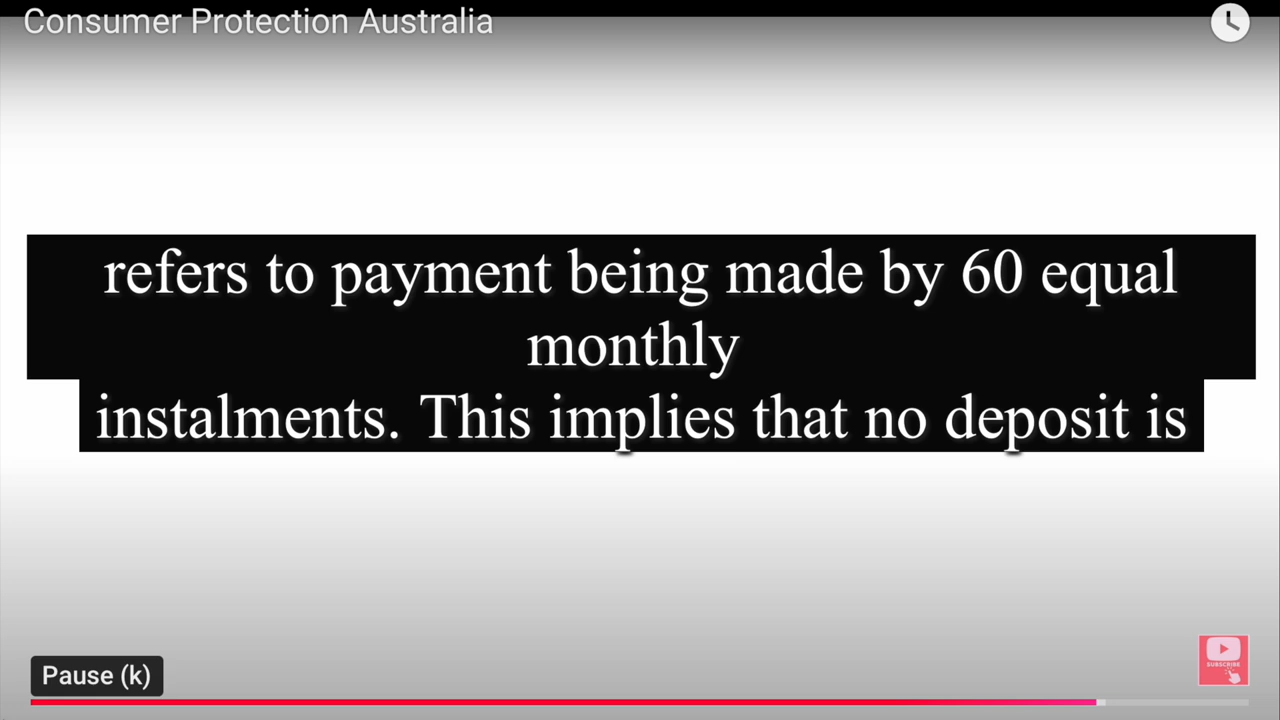 Consumer Protection Australia
refers to payment being made by 60 equal
monthly
instalments. This implies that no deposit is
SUBSCRIBE
Pause (k)